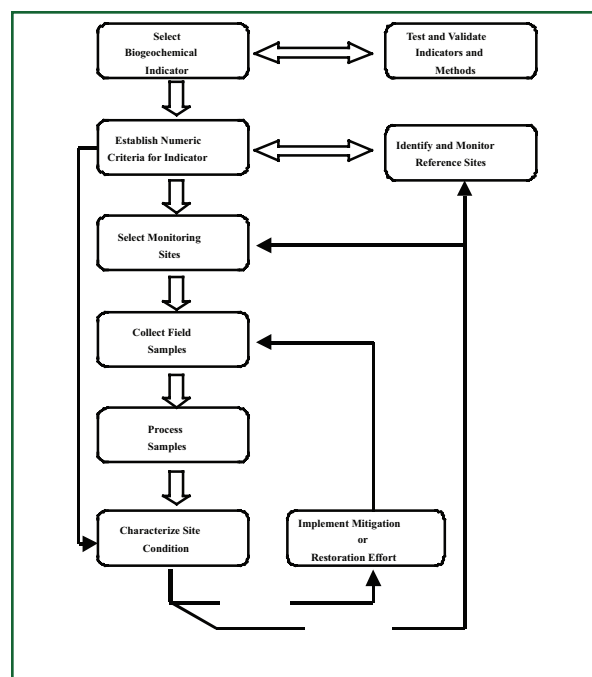 Select
Biogeochemical
Indicator
Test and Validate
Indicators and
Methods
Establish Numeric
Criteria for Indicator
Identify and Monitor
Reference Sites
Select Monitoring
Sites
Collect Field
Samples
Process
Samples
Characterize Site
Condition
Implement Mitigation
or
Restoration Effort